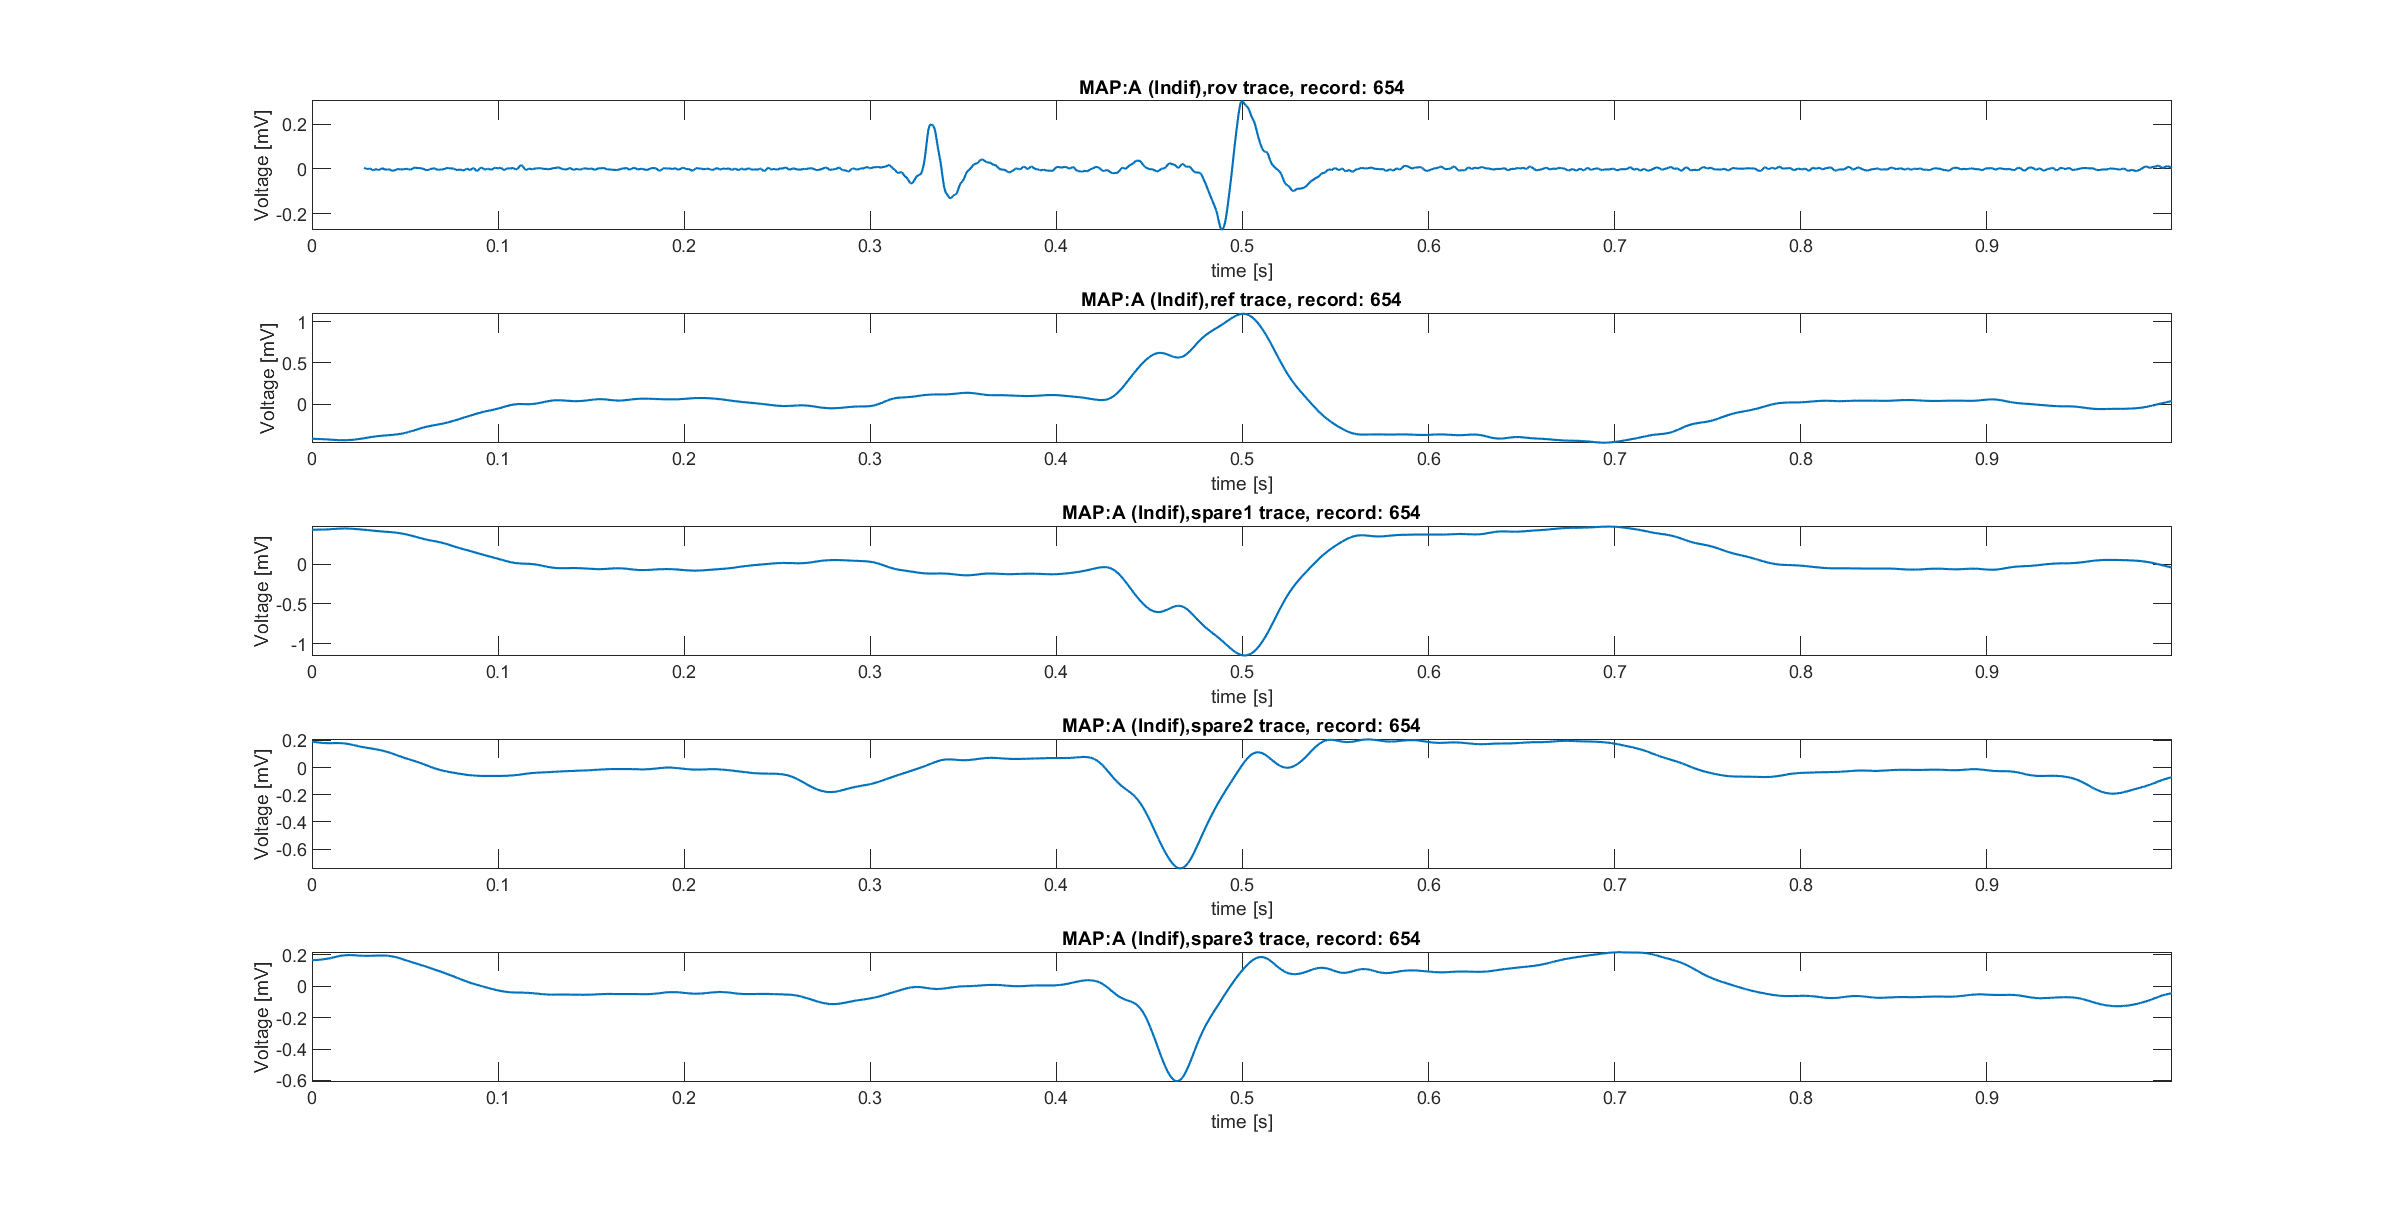 MAP:A (Indif),rov trace, record: 654
Voltage [mV]
0.2
0
-0.2
0 0.1 0.2 0.3 0.4 0.5 0.6 0.7 0.8 0.9
time [s]
MAP:A (Indif),ref trace, record: 654
Voltage [mV]
1
0.5
0
0 0.1 0.2 0.3 0.4 0.5 0.6 0.7 0.8 0.9
time [s]
MAP:A (Indif),spare1 trace, record: 654
Voltage [mV]
0
-0.5
-1
0 0.1 0.2 0.3 0.4 0.5 0.6 0.7 0.8 0.9
time [s]
MAP:A (Indif),spare2 trace, record: 654
Voltage [mV]
0.2
0
-0.2
-0.4
-0.6
0 0.1 0.2 0.3 0.4 0.5 0.6 0.7 0.8 0.9
time [s]
MAP:A (Indif),spare3 trace, record: 654
Voltage [mV]
0.2
0
-0.2
-0.4
-0.6
0 0.1 0.2 0.3 0.4 0.5 0.6 0.7 0.8 0.9
time [s]